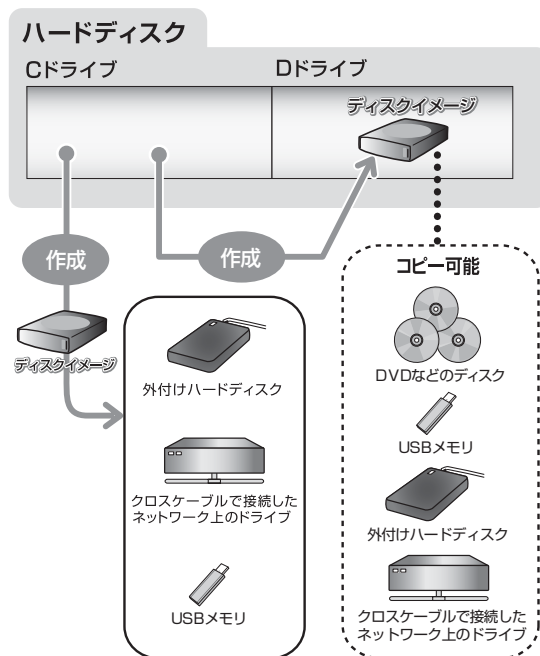 ハードディスク
Cドライブ
Dドライブ
ディスクイメージ
作成
作成
ディスクイメージ
外付けハードディスク
クロスケーブルで接続した
ネットワーク上のドライブ
USBメモリ
コピー可能
DVDなどのディスク
USBメモリ
外付けハードディスク
クロスケーブルで接続した
ネットワーク上のドライブ